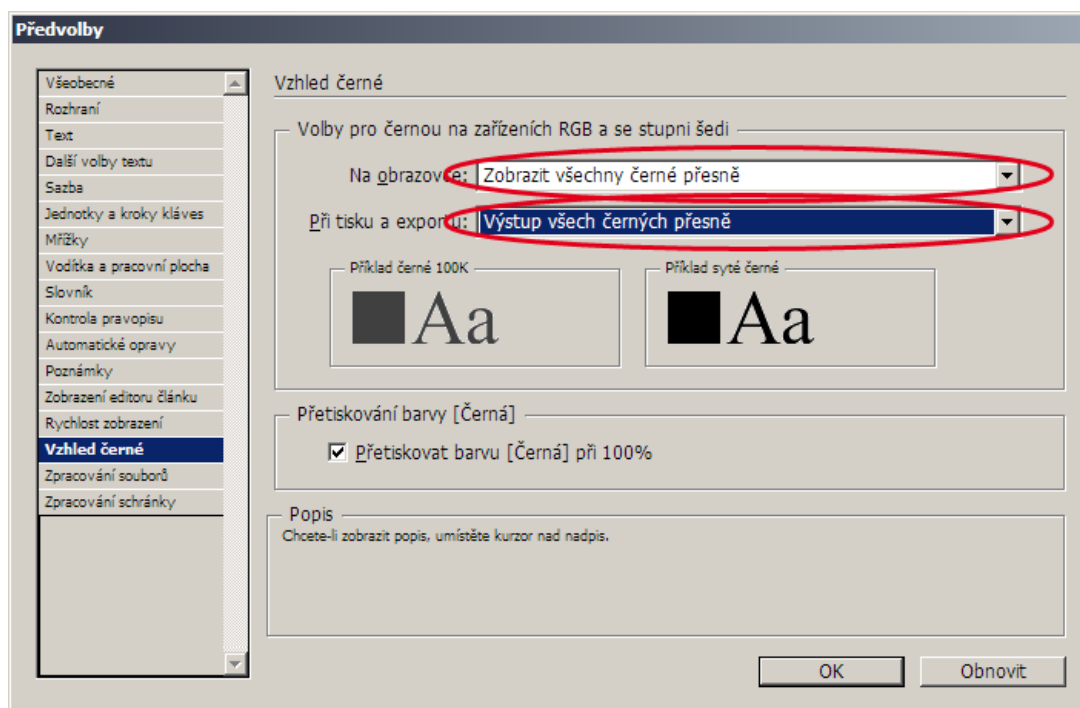 Předvolby
Všeobecné
Rozhraní
Text
Další volby textu
Sazba
Jednotky a kroky kláves
Mřížky
Vodítka a pracovní plocha
Slovník
Kontrola pravopisu
Automatické opravy
Poznámky
Zobrazení editoru článku
Rychlost zobrazení
Vzhled černé
Zpracování souborů
Zpracování schránky
Vzhled černé
Volby pro černou na zařízeních RGB a se stupni šedi
Na obrazovce: Zobrazit všechny černé přesně
Při tisku a exportu: Výstup všech černých přesně
Příklad černé 100K
Aa
Příklad syté černé
Aa
Přetiskování barvy [Černá]
Přetiskovat barvu [Černá] při 100%
Popis
Chcete-li zobrazit popis, umístěte kurzor nad nadpis.
OK
Obnovit